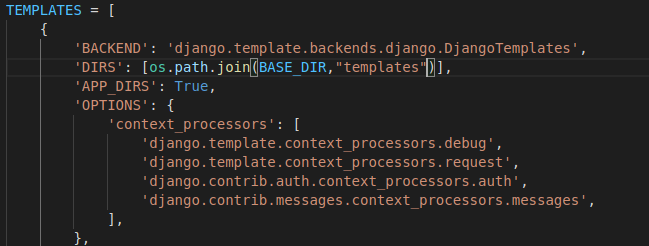 TEMPLATES = [
    {
        'BACKEND': 'django.template.backends.django.DjangoTemplates',
        'DIRS': [os.path.join(BASE_DIR,"templates")],
        'APP_DIRS': True,
        'OPTIONS': {
            'context_processors': [
                'django.template.context_processors.debug',
                'django.template.context_processors.request',
                'django.contrib.auth.context_processors.auth',
                'django.contrib.messages.context_processors.messages',
            ],
        },